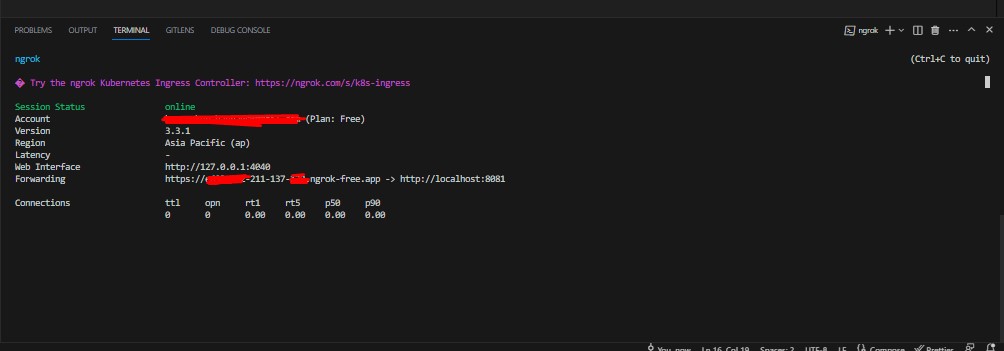 PROBLEMS OUTPUT TERMINAL GITLENS DEBUG CONSOLE ngrok
ngrok (Ctrl+C to quit)
� Try the ngrok Kubernetes Ingress Controller: https://ngrok.com/s/k8s-ingress
Session Status online
Account (Plan: Free)
Version 3.3.1
Region Asia Pacific (ap)
Latency -
Web Interface http://127.0.0.1:4040
Forwarding https:// -211-137- ngrok-free.app -> http://localhost:8081
Connections ttl opn rt1 rt5 p50 p90
0 0 0.00 0.00 0.00 0.00
You, now Ln 16, Col 19 Spaces: 2 UTF-8 LF Compose Prettier